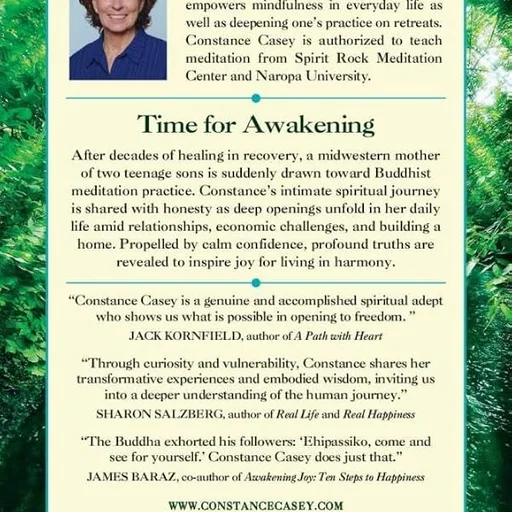 empowers mindfulness in everyday life as
well as deepening one's practice on retreats.
Constance Casey is authorized to teach
meditation from Spirit Rock Meditation
Center and Naropa University.
Time for Awakening
After decades of healing in recovery, a midwestern mother
of two teenage sons is suddenly drawn toward Buddhist
meditation practice. Constance's intimate spiritual journey
is shared with honesty as deep openings unfold in her daily
life amid relationships, economic challenges, and building a
home. Propelled by calm confidence, profound truths are
revealed to inspire joy for living in harmony.
“Constance Casey is a genuine and accomplished spiritual adept
who shows us what is possible in opening to freedom. ”
JACK KORNFIELD, author of A Path with Heart
“Through curiosity and vulnerability, Constance shares her
transformative experiences and embodied wisdom, inviting us
into a deeper understanding of the human journey.”
SHARON SALZBERG, author of Real Life and Real Happiness
“The Buddha exhorted his followers: ‘Ehipassiko, come and
see for yourself.’ Constance Casey does just that.”
JAMES BARAZ, co-author of Awakening Joy: Ten Steps to Happiness
WWW.CONSTANCECASEY.COM